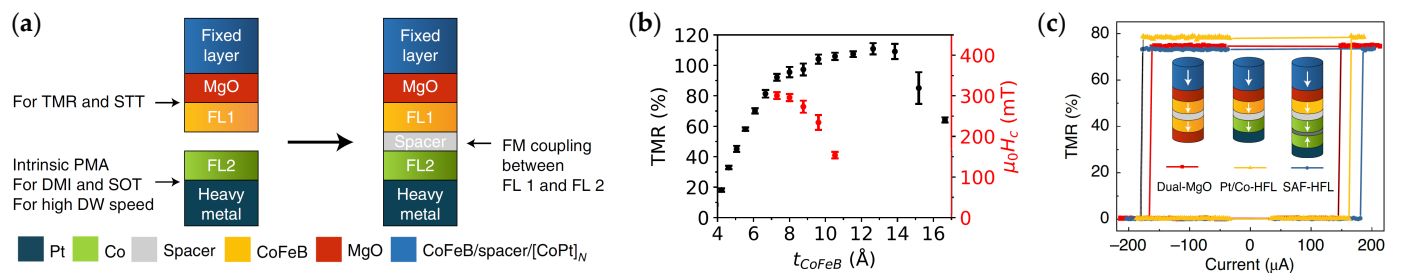 (a)
Fixed
layer
MgO
FL1
For TMR and STT
FL2
Heavy
metal
Intrinsic PMA
For DMI and SOT
For high DW speed
Fixed
layer
MgO
FL1
Spacer
FL2
Heavy
metal
FM coupling
between
FL 1 and FL 2
Pt
Co
Spacer
CoFeB
MgO
CoFeB/spacer/[CoPt]N
(b)
TMR (%)
120
100
80
60
40
20
0
4
6
8
10
12
14
16
tCoFeB (Å)
400
300
200
100
0
μ0Hc (mT)
(c)
TMR (%)
80
60
40
20
0
Dual-MgO
Pt/Co-HFL
SAF-HFL
−200
−100
0
100
200
Current (μA)